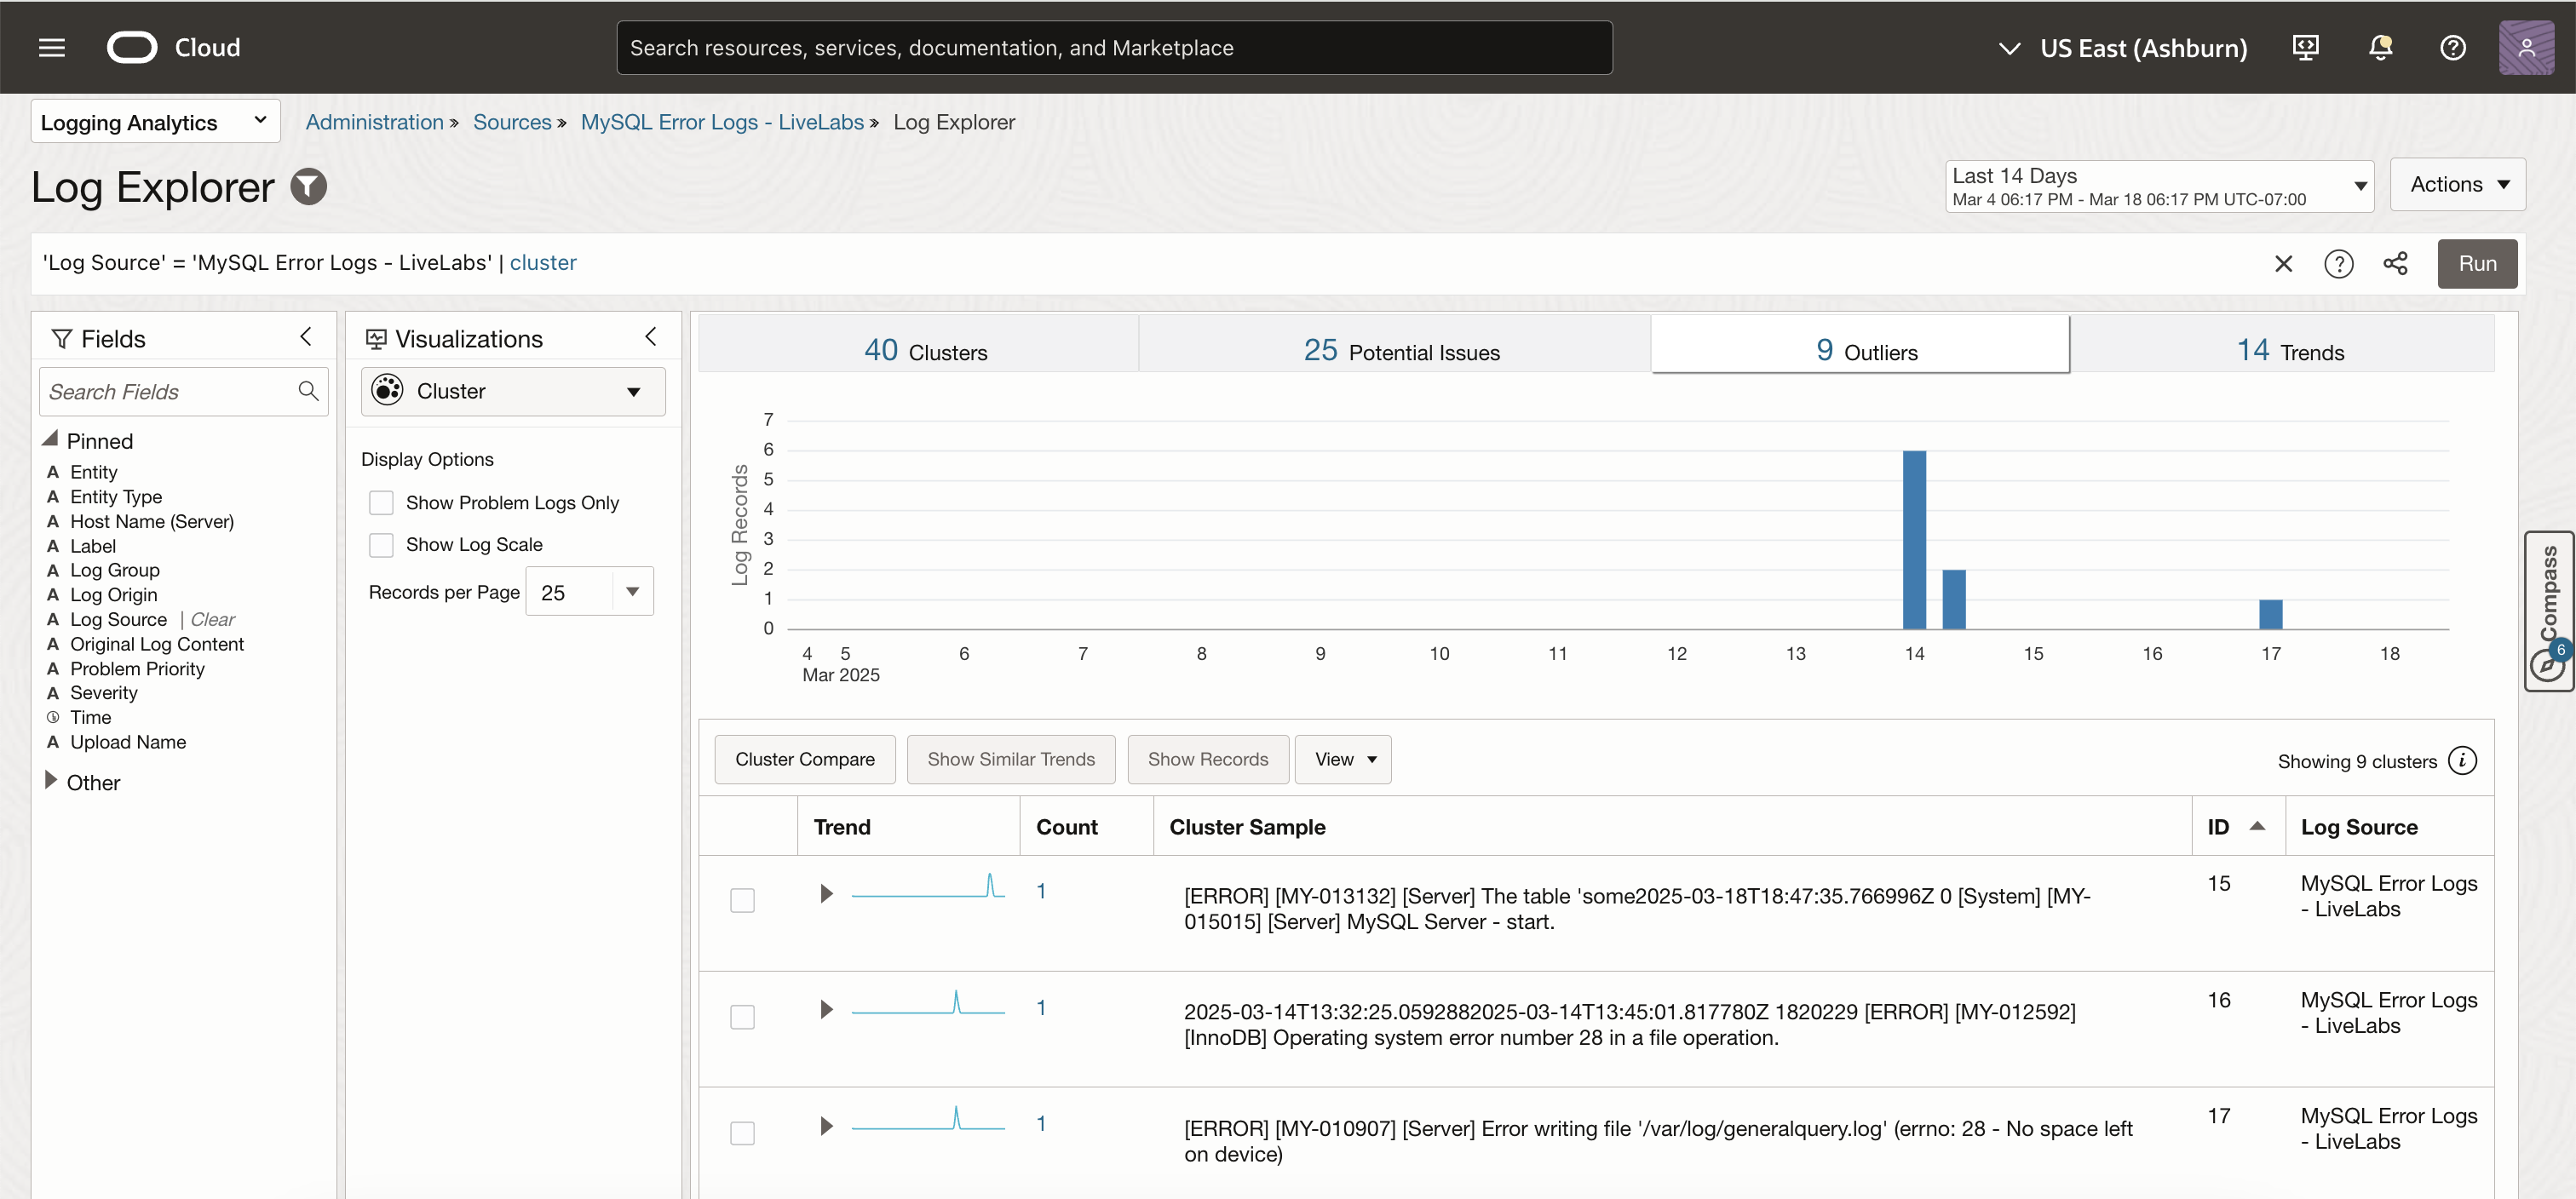 Cloud
Search resources, services, documentation, and Marketplace
US East (Ashburn)
Logging Analytics
Administration » Sources » MySQL Error Logs - LiveLabs » Log Explorer
Log Explorer
Last 14 Days
Mar 4 06:17 PM - Mar 18 06:17 PM UTC-07:00
Actions
'Log Source' = 'MySQL Error Logs - LiveLabs' | cluster
Run
Fields
Search Fields
Pinned
A Entity
A Entity Type
A Host Name (Server)
A Label
A Log Group
A Log Origin
A Log Source | Clear
A Original Log Content
A Problem Priority
A Severity
Time
A Upload Name
Other
Visualizations
Cluster
Display Options
Show Problem Logs Only
Show Log Scale
Records per Page 25
40 Clusters
25 Potential Issues
9 Outliers
14 Trends
Log Records
7
6
5
4
3
2
1
0
4 5 6 7 8 9 10 11 12 13 14 15 16 17 18
Mar 2025
Compass
6
Cluster Compare
Show Similar Trends
Show Records
View
Showing 9 clusters
Trend Count Cluster Sample ID Log Source
1
[ERROR] [MY-013132] [Server] The table 'some2025-03-18T18:47:35.766996Z 0 [System] [MY-
015015] [Server] MySQL Server - start.
15
MySQL Error Logs
- LiveLabs
1
2025-03-14T13:32:25.0592882025-03-14T13:45:01.817780Z 1820229 [ERROR] [MY-012592]
[InnoDB] Operating system error number 28 in a file operation.
16
MySQL Error Logs
- LiveLabs
1
[ERROR] [MY-010907] [Server] Error writing file '/var/log/generalquery.log' (errno: 28 - No space left
on device)
17
MySQL Error Logs
- LiveLabs